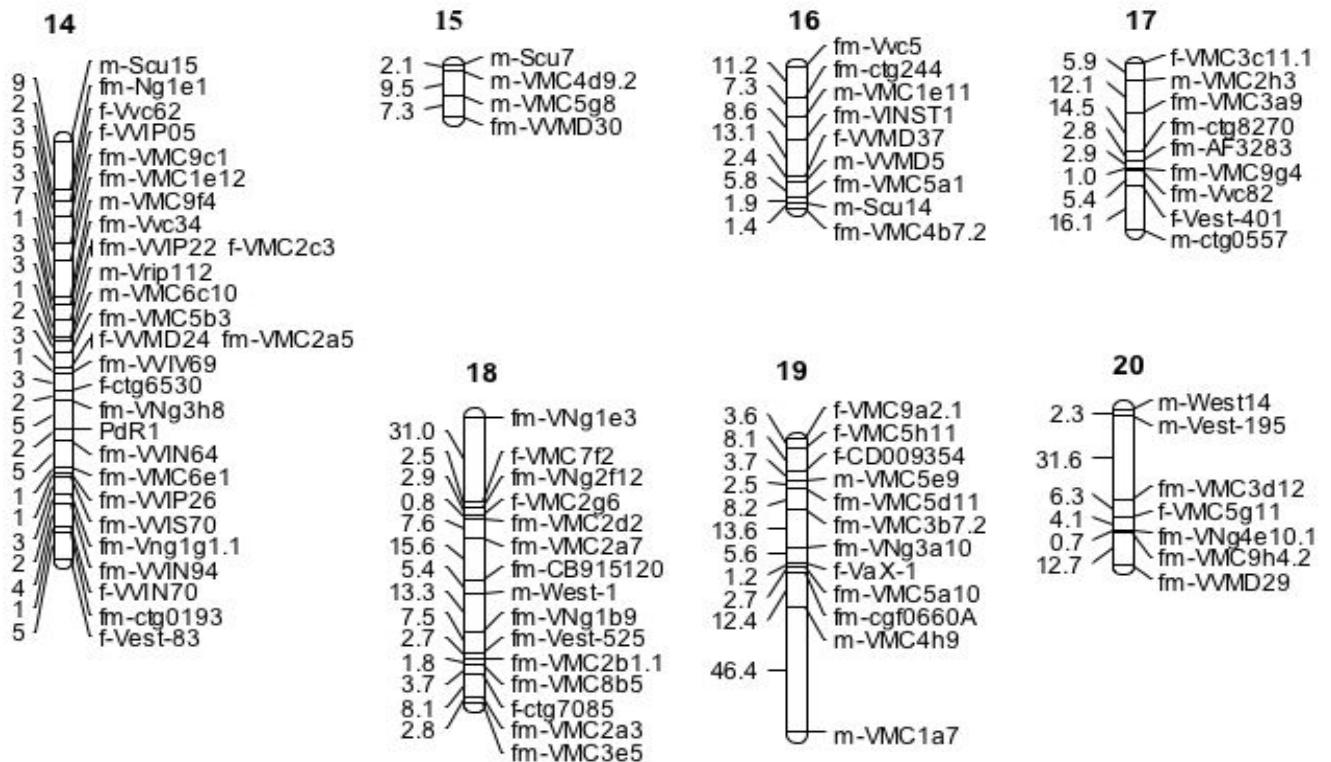 14
9
2
3
5
3
7
1
3
3
1
2
3
1
3
2
5
2
5
1
1
3
2
4
1
5
m-Scu15
fm-Ng1e1
f-Vvc62
f-VVIP05
fm-VMC9c1
fm-VMC1e12
m-VMC9f4
fm-Vvc34
fm-VVIP22 f-VMC2c3
m-Vrip112
m-VMC6c10
fm-VMC5b3
f-VVMD24 fm-VMC2a5
fm-VVIV69
f-ctg6530
fm-VNg3h8
PdR1
fm-VVIN64
fm-VMC6e1
fm-VVIP26
fm-VVIS70
fm-Vng1g1.1
fm-VVIN94
f-VVIN70
fm-ctg0193
f-Vest-83
15
2.1
9.5
7.3
m-Scu7
m-VMC4d9.2
m-VMC5g8
fm-VVMD30
16
11.2
7.3
8.6
13.1
2.4
5.8
1.9
1.4
fm-Vvc5
fm-ctg244
m-VMC1e11
fm-VINST1
f-VVMD37
m-VVMD5
fm-VMC5a1
m-Scu14
fm-VMC4b7.2
17
5.9
12.1
14.5
2.8
2.9
1.0
5.4
16.1
f-VMC3c11.1
m-VMC2h3
fm-VMC3a9
fm-ctg8270
fm-AF3283
fm-VMC9g4
fm-Vvc82
f-Vest-401
m-ctg0557
18
31.0
2.5
2.9
0.8
7.6
15.6
5.4
13.3
7.5
2.7
1.8
3.7
8.1
2.8
fm-VNg1e3
f-VMC7f2
fm-VNg2f12
f-VMC2g6
fm-VMC2d2
fm-VMC2a7
fm-CB915120
m-West-1
fm-VNg1b9
fm-Vest-525
fm-VMC2b1.1
fm-VMC8b5
f-ctg7085
fm-VMC2a3
fm-VMC3e5
19
3.6
8.1
3.7
2.5
8.2
13.6
5.6
1.2
2.7
12.4
46.4
f-VMC9a2.1
f-VMC5h11
f-CD009354
m-VMC5e9
fm-VMC5d11
fm-VMC3b7.2
fm-VNg3a10
f-VaX-1
fm-VMC5a10
fm-cgf0660A
m-VMC4h9
m-VMC1a7
20
2.3
31.6
6.3
4.1
0.7
12.7
m-West14
m-Vest-195
fm-VMC3d12
f-VMC5g11
fm-VNg4e10.1
fm-VMC9h4.2
fm-VVMD29